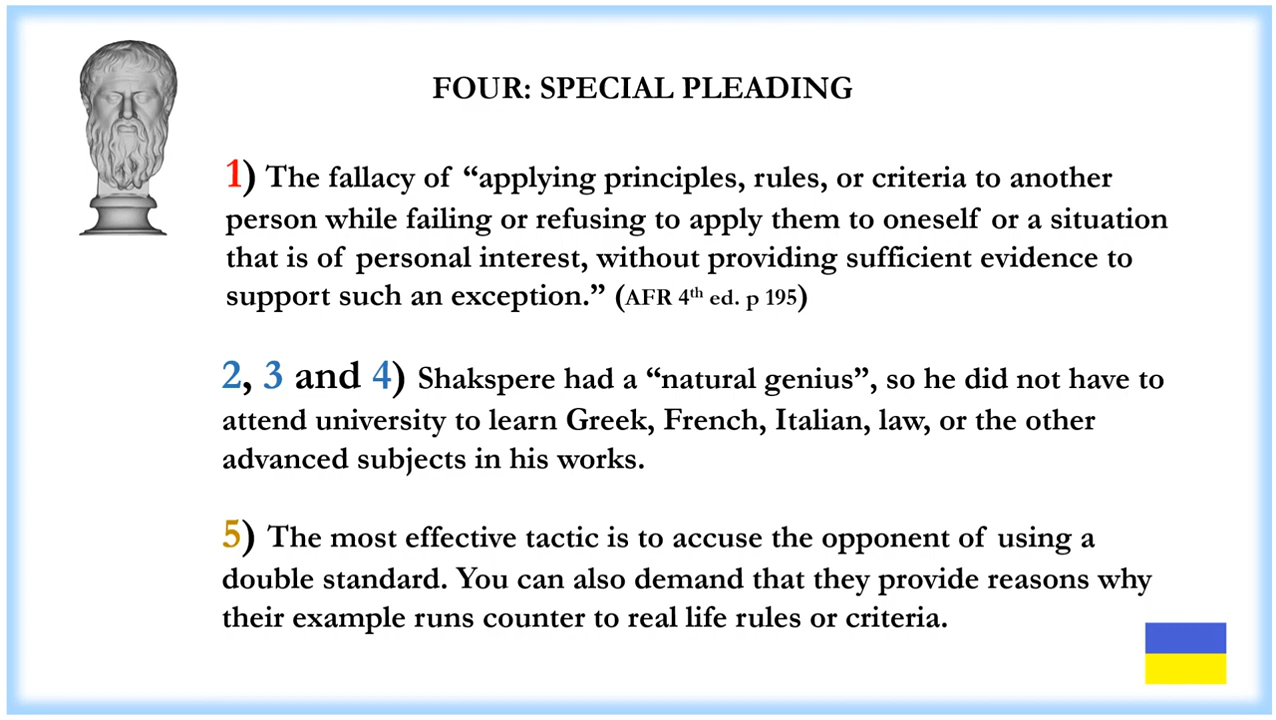 FOUR: SPECIAL PLEADING
1) The fallacy of “applying principles, rules, or criteria to another
person while failing or refusing to apply them to oneself or a situation
that is of personal interest, without providing sufficient evidence to
support such an exception.” (AFR 4th ed. p 195)
2, 3 and 4) Shakspere had a “natural genius”, so he did not have to
attend university to learn Greek, French, Italian, law, or the other
advanced subjects in his works.
5) The most effective tactic is to accuse the opponent of using a
double standard. You can also demand that they provide reasons why
their example runs counter to real life rules or criteria.